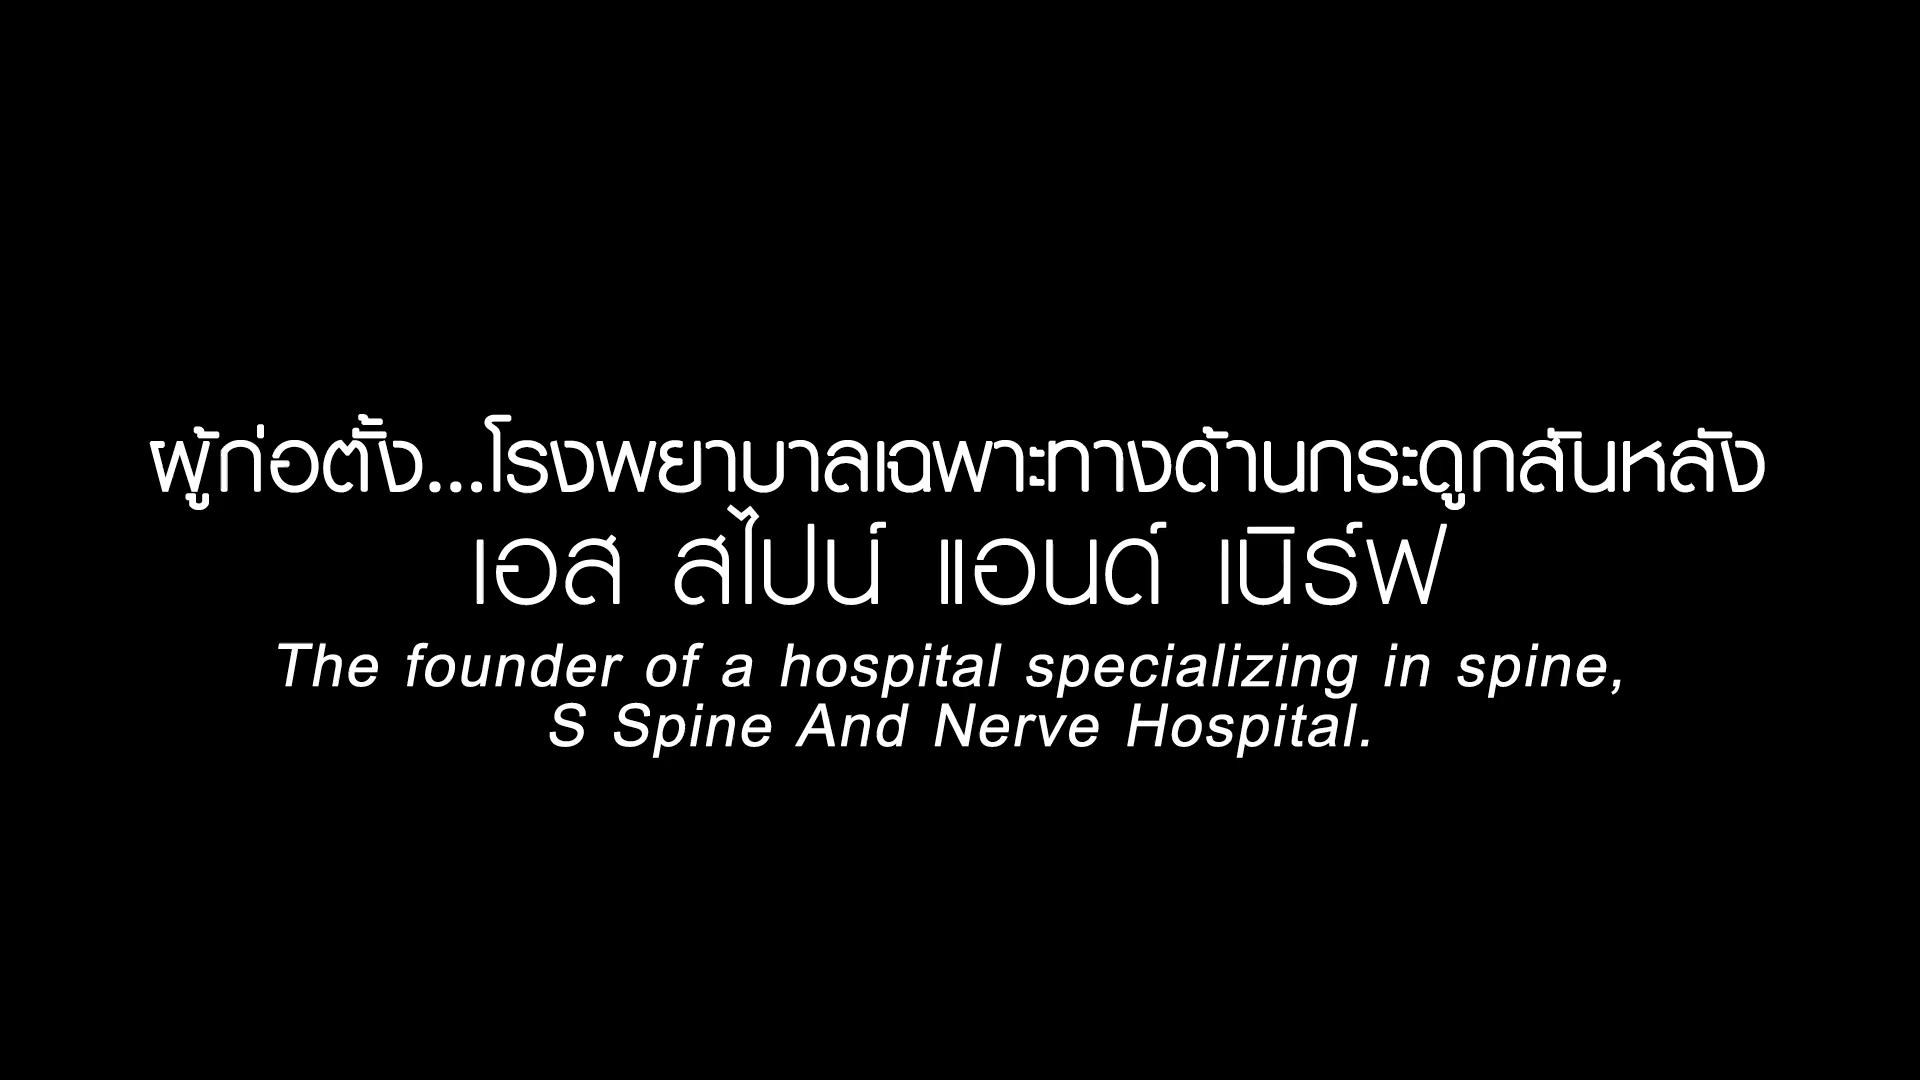 ผู้ก่อตั้ง...โรงพยาบาลเฉพาะทางด้านกระดูกสันหลัง
เอส สไปน์ แอนด์ เนิร์ฟ
The founder of a hospital specializing in spine,
S Spine And Nerve Hospital.